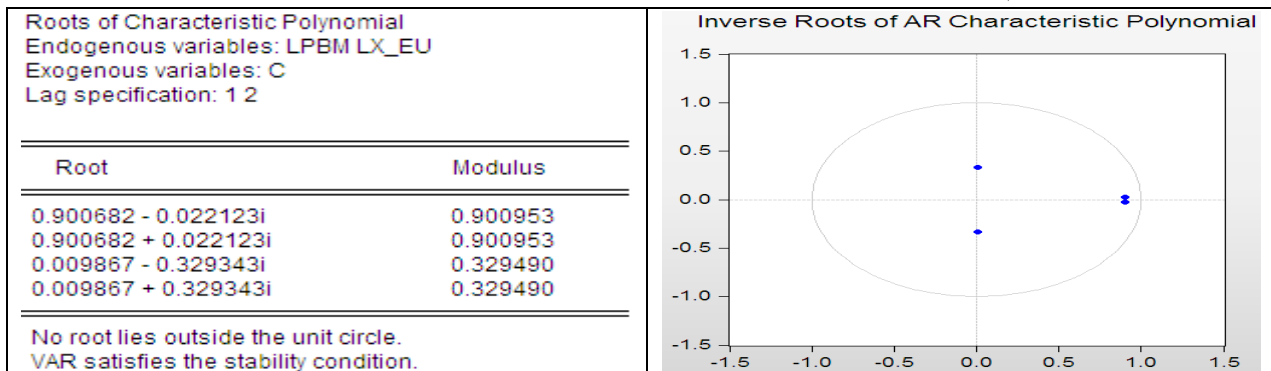 Roots of Characteristic Polynomial
Endogenous variables: LPBM LX_EU
Exogenous variables: C
Lag specification: 1 2
Root Modulus
0.900682 - 0.022123i 0.900953
0.900682 + 0.022123i 0.900953
0.009867 - 0.329343i 0.329490
0.009867 + 0.329343i 0.329490
No root lies outside the unit circle.
VAR satisfies the stability condition.
Inverse Roots of AR Characteristic Polynomial
1.5
1.0
0.5
0.0
-0.5
-1.0
-1.5
-1.5 -1.0 -0.5 0.0 0.5 1.0 1.5